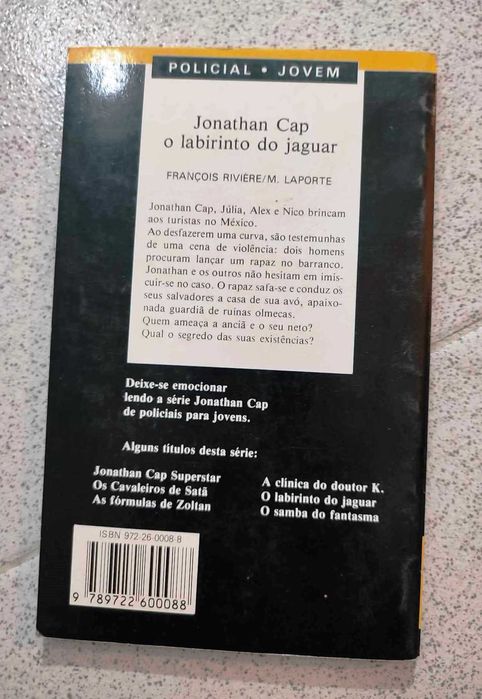 POLICIAL • JOVEM
Jonathan Cap
o labirinto do jaguar
FRANÇOIS RIVIÈRE/M. LAPORTE
Jonathan Cap, Júlia, Alex e Nico brincam
aos turistas no México.
Ao desfazerem uma curva, são testemunhas
de uma cena de violência: dois homens
procuram lançar um rapaz no barranco.
Jonathan e os outros não hesitam em imis-
cuir-se no caso. O rapaz safa-se e conduz os
seus salvadores a casa de sua avó, apaixo-
nada guardiã de ruínas olmecas.
Quem ameaça a anciã e o seu neto?
Qual o segredo das suas existências?
Deixe-se emocionar
lendo a série Jonathan Cap
de policiais para jovens.
Alguns títulos desta série:
Jonathan Cap Superstar
Os Cavaleiros de Satã
As fórmulas de Zoltan
A clínica do doutor K.
O labirinto do jaguar
O samba do fantasma
ISBN 972-26-0008-8
9 789722 600088